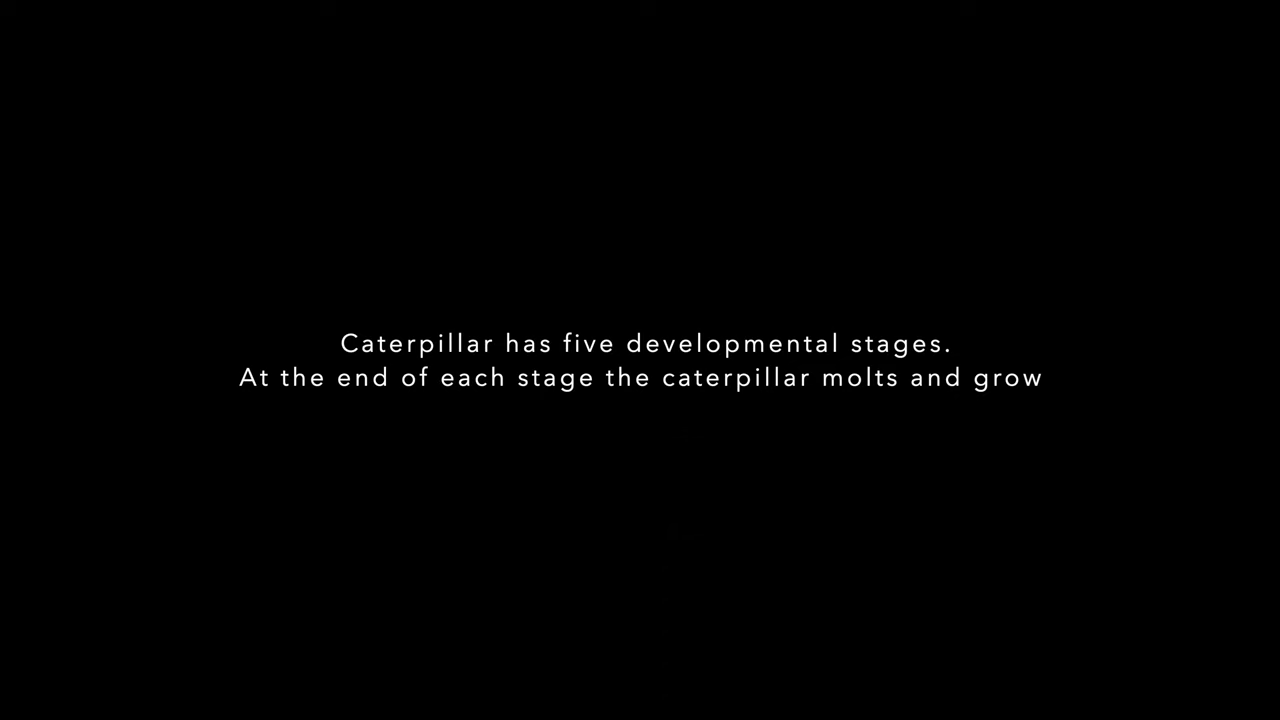 Caterpillar has five developmental stages.
At the end of each stage the caterpillar molts and grow